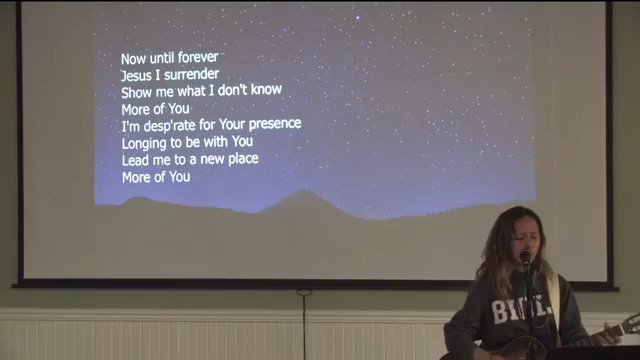 Now until forever
Jesus I surrender
Show me what I don't know
More of You
I'm desp'rate for Your presence
Longing to be with You
Lead me to a new place
More of You